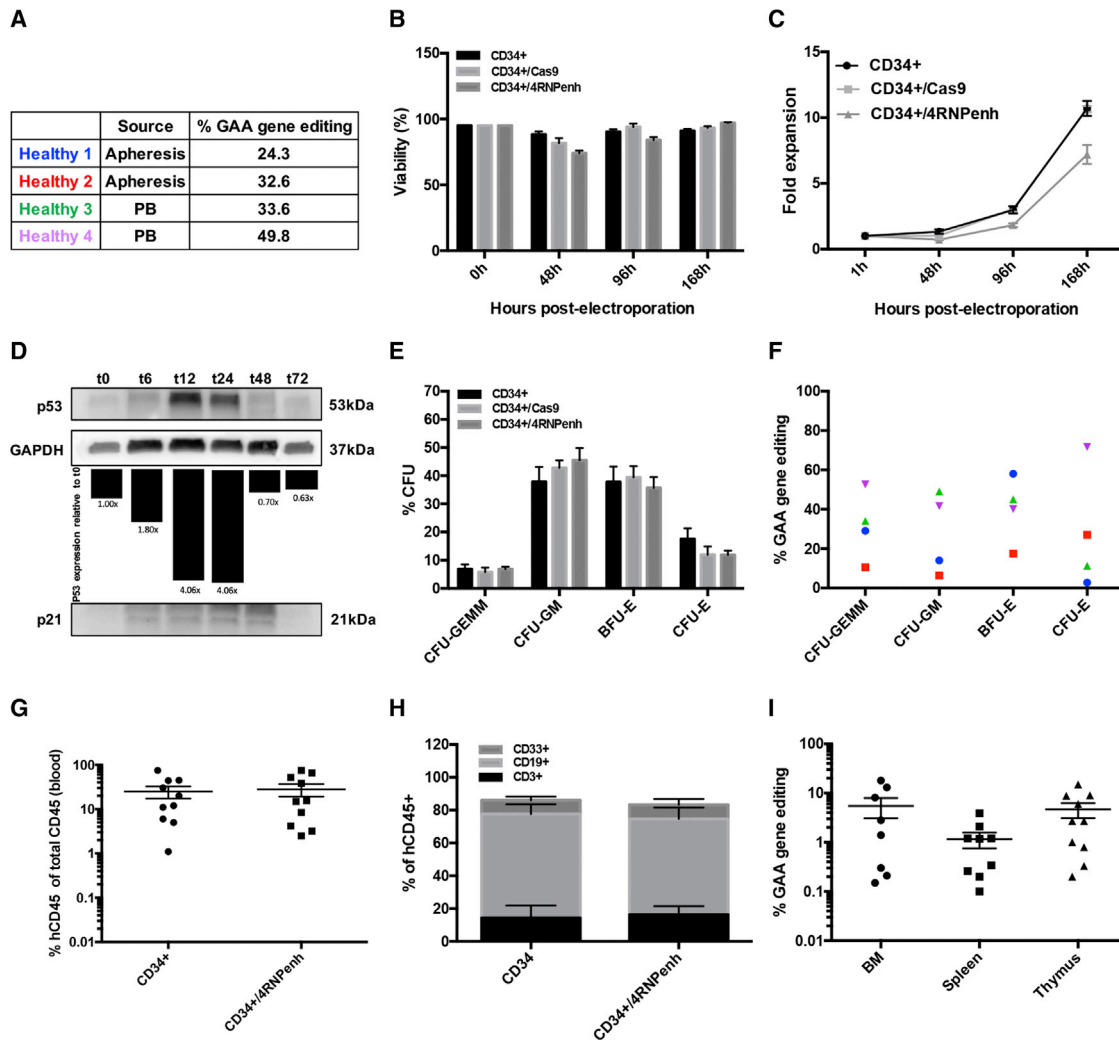 A
Source % GAA gene editing
Healthy 1 Apheresis 24.3
Healthy 2 Apheresis 32.6
Healthy 3 PB 33.6
Healthy 4 PB 49.8
B
CD34+
CD34+/Cas9
CD34+/4RNPenh
Viability (%)
150
100
50
0
0h 48h 96h 168h
Hours post-electroporation
C
CD34+
CD34+/Cas9
CD34+/4RNPenh
Fold expansion
15
10
5
0
1h 48h 96h 168h
Hours post-electroporation
D
t0 t6 t12 t24 t48 t72
p53 53kDa
GAPDH 37kDa
P53 expression relative to t0
1.00x 1.80x 4.06x 4.06x 0.70x 0.63x
p21 21kDa
E
CD34+
CD34+/Cas9
CD34+/4RNPenh
% CFU
70
60
50
40
30
20
10
0
CFU-GEMM CFU-GM BFU-E CFU-E
F
% GAA gene editing
100
80
60
40
20
0
CFU-GEMM CFU-GM BFU-E CFU-E
G
% hCD45 of total CD45 (blood)
100
10
1
0.1
0.01
CD34+ CD34+/4RNPenh
H
CD33+
CD19+
CD3+
% of hCD45+
120
100
80
60
40
20
0
CD34 CD34+/4RNPenh
I
% GAA gene editing
100
10
1
0.1
0.01
BM Spleen Thymus